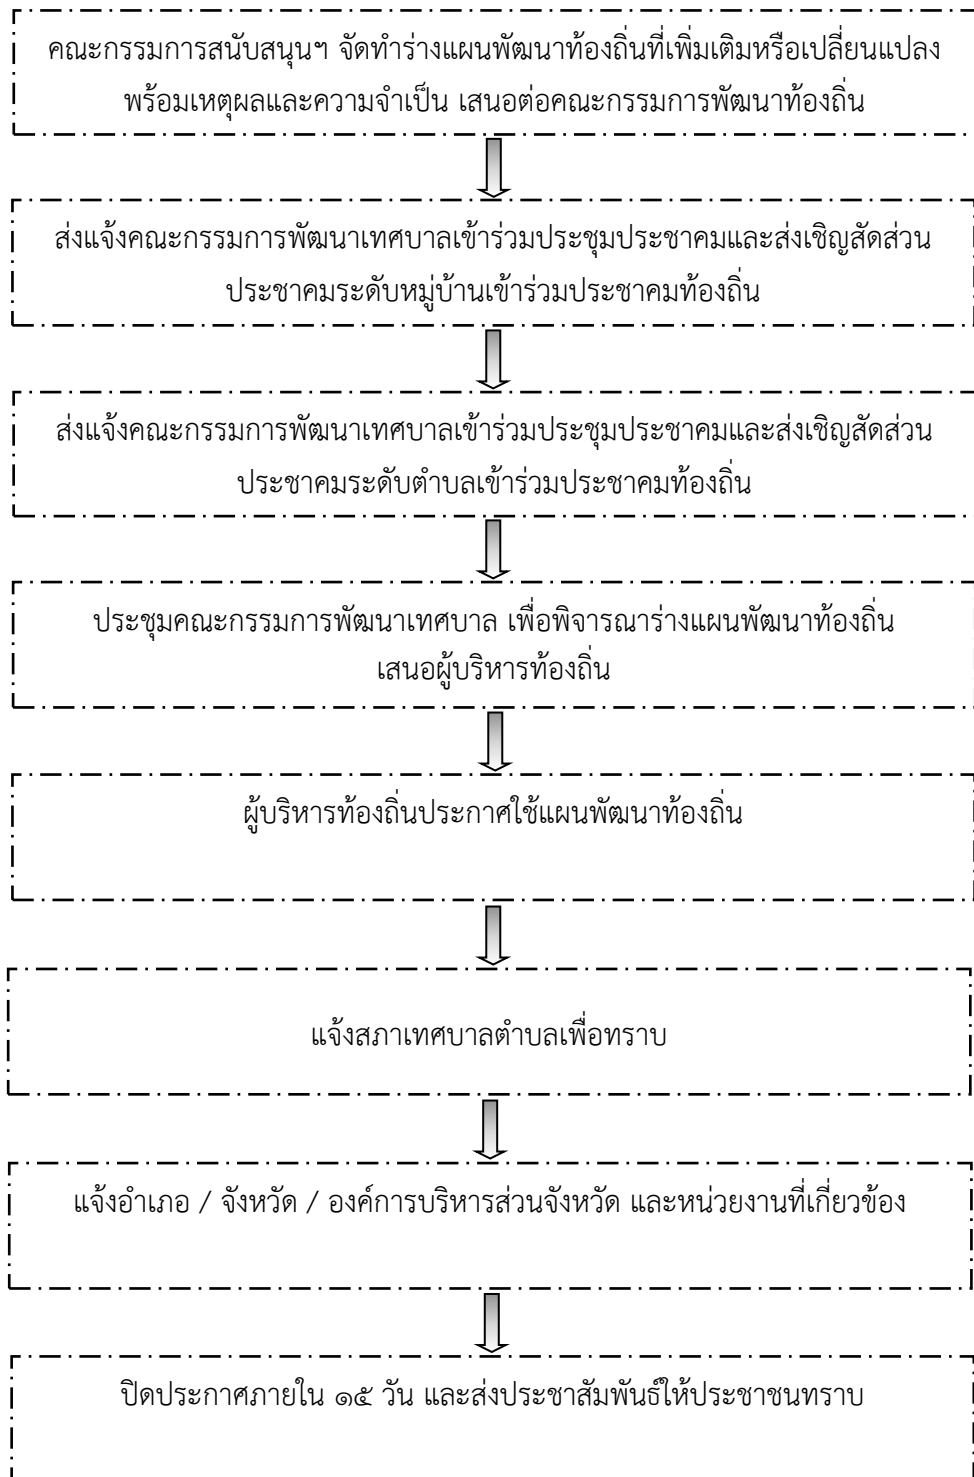 คณะกรรมการสนับสนุนฯ จัดทำร่างแผนพัฒนาท้องถิ่นที่เพิ่มเติมหรือเปลี่ยนแปลง
พร้อมเหตุผลและความจำเป็น เสนอต่อคณะกรรมการพัฒนาท้องถิ่น
ส่งแจ้งคณะกรรมการพัฒนาเทศบาลเข้าร่วมประชุมประชาคมและส่งเชิญสัดส่วน
ประชาคมระดับหมู่บ้านเข้าร่วมประชาคมท้องถิ่น
ส่งแจ้งคณะกรรมการพัฒนาเทศบาลเข้าร่วมประชุมประชาคมและส่งเชิญสัดส่วน
ประชาคมระดับตำบลเข้าร่วมประชาคมท้องถิ่น
ประชุมคณะกรรมการพัฒนาเทศบาล เพื่อพิจารณาร่างแผนพัฒนาท้องถิ่น
เสนอผู้บริหารท้องถิ่น
ผู้บริหารท้องถิ่นประกาศใช้แผนพัฒนาท้องถิ่น
แจ้งสภาเทศบาลตำบลเพื่อทราบ
แจ้งอำเภอ / จังหวัด / องค์การบริหารส่วนจังหวัด และหน่วยงานที่เกี่ยวข้อง
ปิดประกาศภายใน ๑๕ วัน และส่งประชาสัมพันธ์ให้ประชาชนทราบ